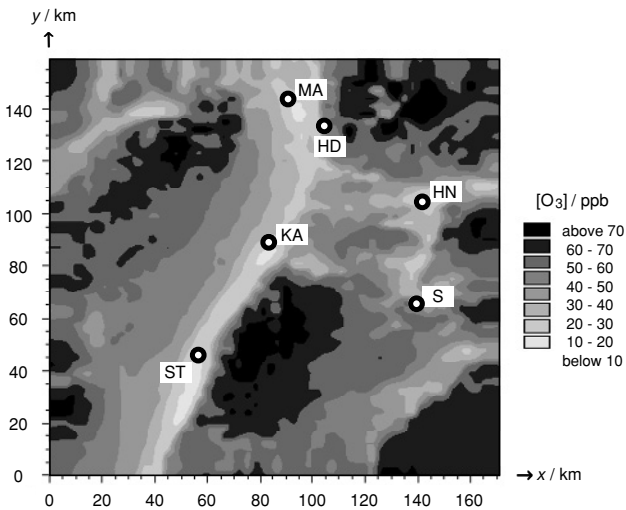 y / km
MA
HD
HN
KA
S
ST
140
120
100
80
60
40
20
0
0 20 40 60 80 100 120 140 160
x / km
[O₃] / ppb
above 70
60 - 70
50 - 60
40 - 50
30 - 40
20 - 30
10 - 20
below 10